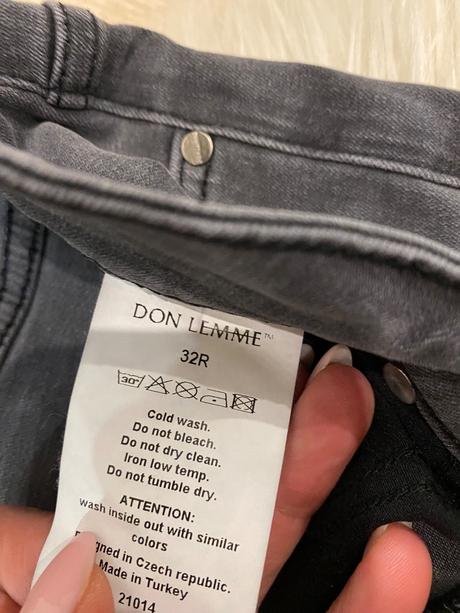 DON LEMME™
32R
30°
Cold wash.
Do not bleach.
Do not dry clean.
Iron low temp.
Do not tumble dry.
ATTENTION:
wash inside out with similar
colors
in Czech republic.
Made in Turkey
21014